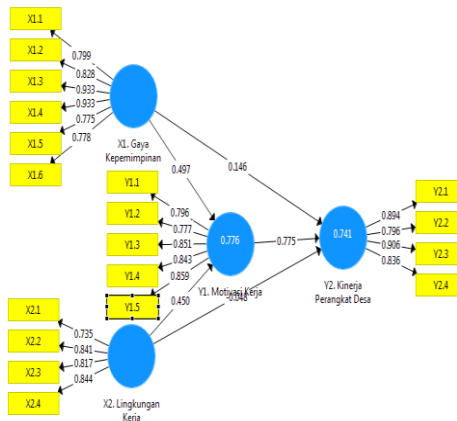 X1.1
X1.2
X1.3
X1.4
X1.5
X1.6
0.799
0.828
0.933
0.933
0.775
0.778
X1. Gaya
Kepemimpinan
0.497
0.146
Y1.1
Y1.2
Y1.3
Y1.4
Y1.5
0.796
0.777
0.851
0.843
0.859
0.776
Y1. Motivasi Kerja
0.775
0.741
Y2. Kinerja
Perangkat Desa
0.894
0.796
0.906
0.836
Y2.1
Y2.2
Y2.3
Y2.4
0.450
-0.048
X2.1
X2.2
X2.3
X2.4
0.735
0.841
0.817
0.844
X2. Lingkungan
Kerja